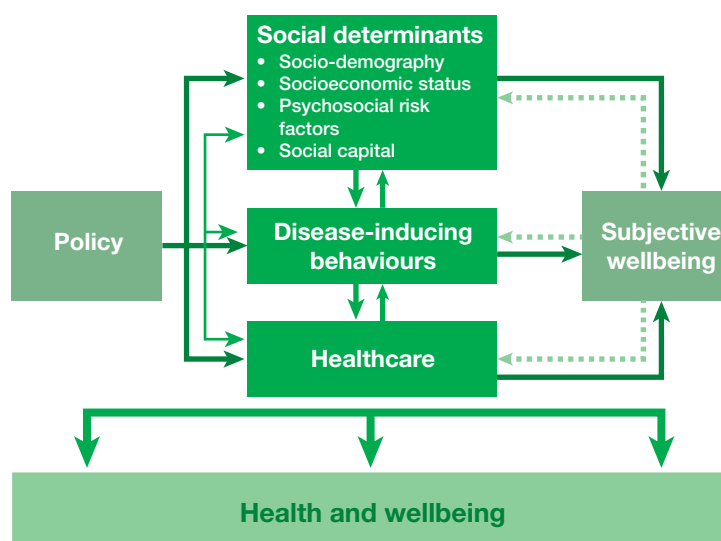 Social determinants
• Socio-demography
• Socioeconomic status
• Psychosocial risk
factors
• Social capital
Policy
Disease-inducing
behaviours
Subjective
wellbeing
Healthcare
Health and wellbeing